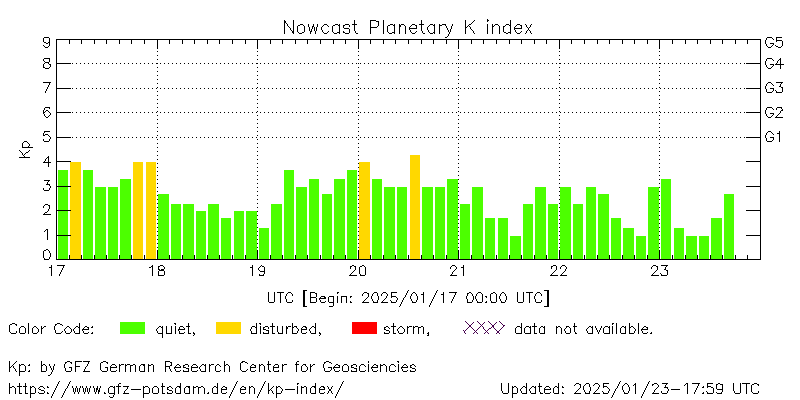 Nowcast Planetary K index
9 G5
8 G4
7 G3
6 G2
5 G1
4
3
2
1
0
Kp
17 18 19 20 21 22 23
UTC [Begin: 2025/01/17 00:00 UTC]
Color Code: quiet, disturbed, storm, data not available.
Kp: by GFZ German Research Center for Geosciencies
https://www.gfz-potsdam.de/en/kp-index/ Updated: 2025/01/23-17:59 UTC